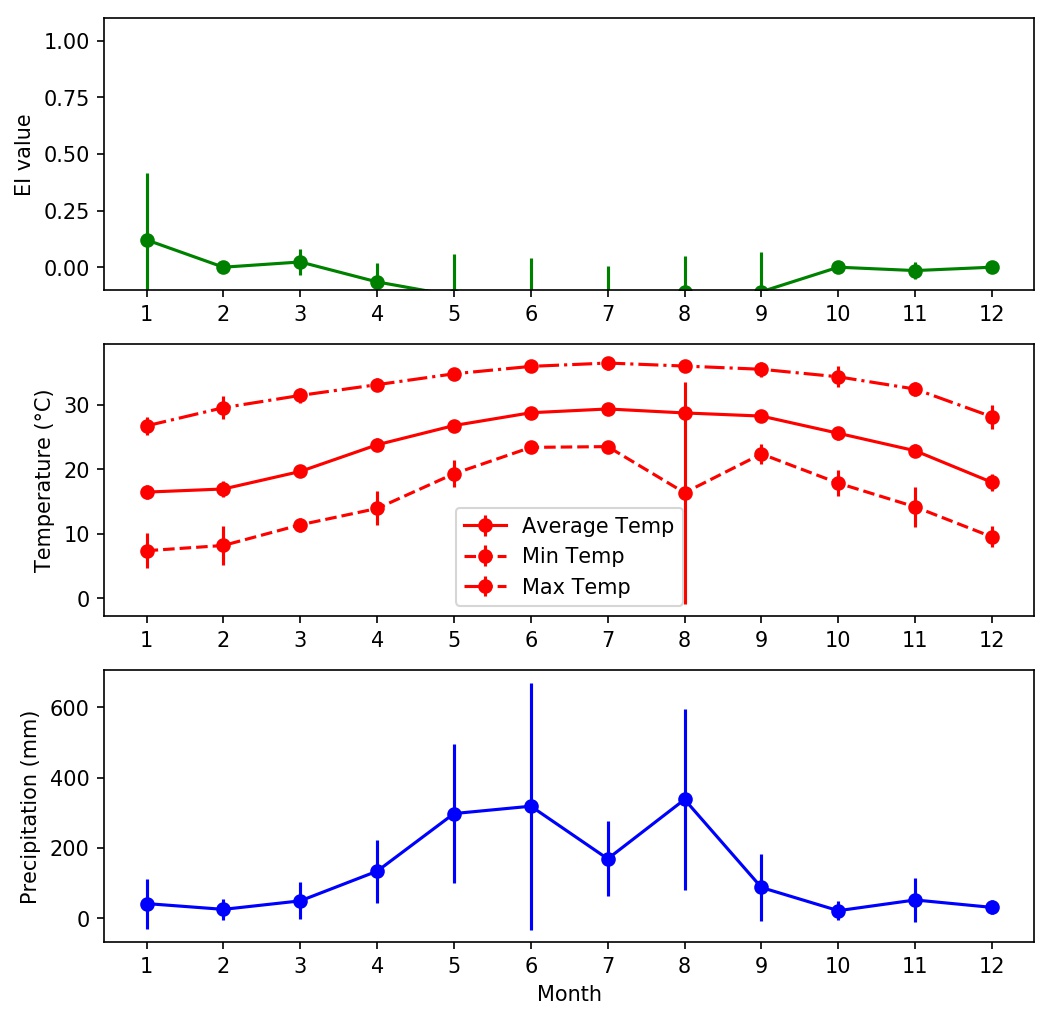 EI value
1.00
0.75
0.50
0.25
0.00
1 2 3 4 5 6 7 8 9 10 11 12
Temperature (°C)
30
20
10
0
Average Temp
Min Temp
Max Temp
1 2 3 4 5 6 7 8 9 10 11 12
Precipitation (mm)
600
400
200
0
1 2 3 4 5 6 7 8 9 10 11 12
Month